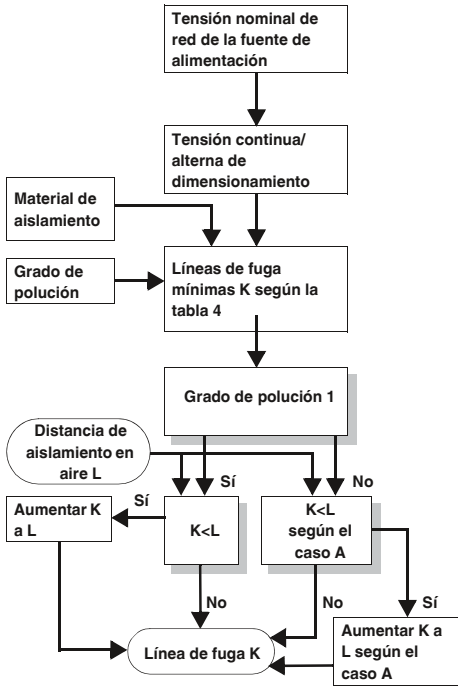 Tensión nominal de
red de la fuente de
alimentación
Tensión continua/
alterna de
dimensionamiento
Material de
aislamiento
Grado de
polución
Líneas de fuga
mínimas K según la
tabla 4
Grado de polución 1
Distancia de
aislamiento en
aire L
Sí
No
Aumentar K
a L
Sí
K<L
K<L
según el
caso A
No
No
Sí
Línea de fuga K
Aumentar K a
L según el
caso A